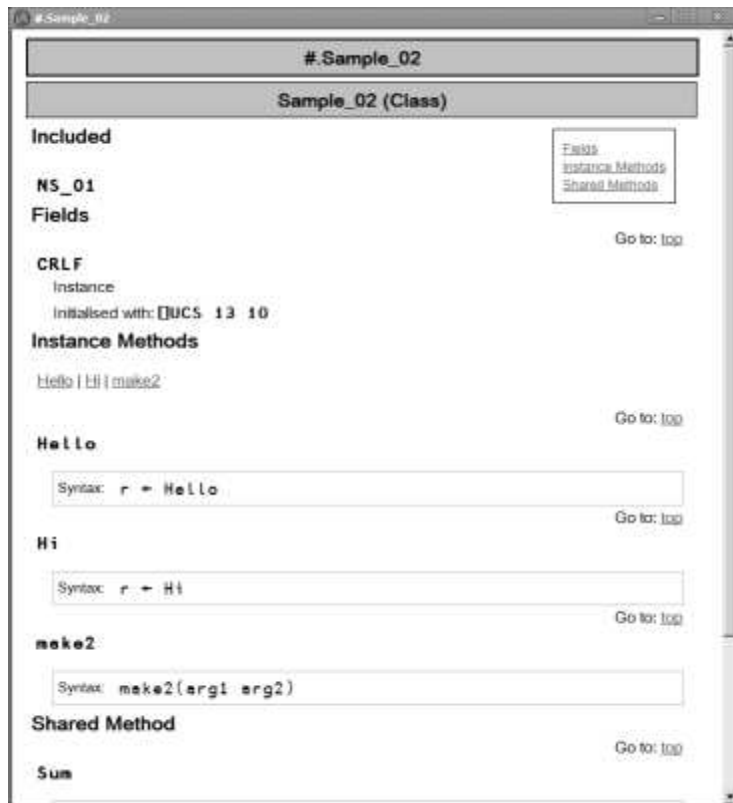 #.Sample_02
#.Sample_02
Sample_02 (Class)
Included
Fields
Instance Methods
Shared Methods
NS_01
Fields
Go to: top
CRLF
Instance
Initialised with: ⎕UCS 13 10
Instance Methods
Hello | Hi | make2
Go to: top
Hello
Syntax: r ← Hello
Go to: top
Hi
Syntax: r ← Hi
Go to: top
make2
Syntax: make2(arg1 arg2)
Shared Method
Go to: top
Sum